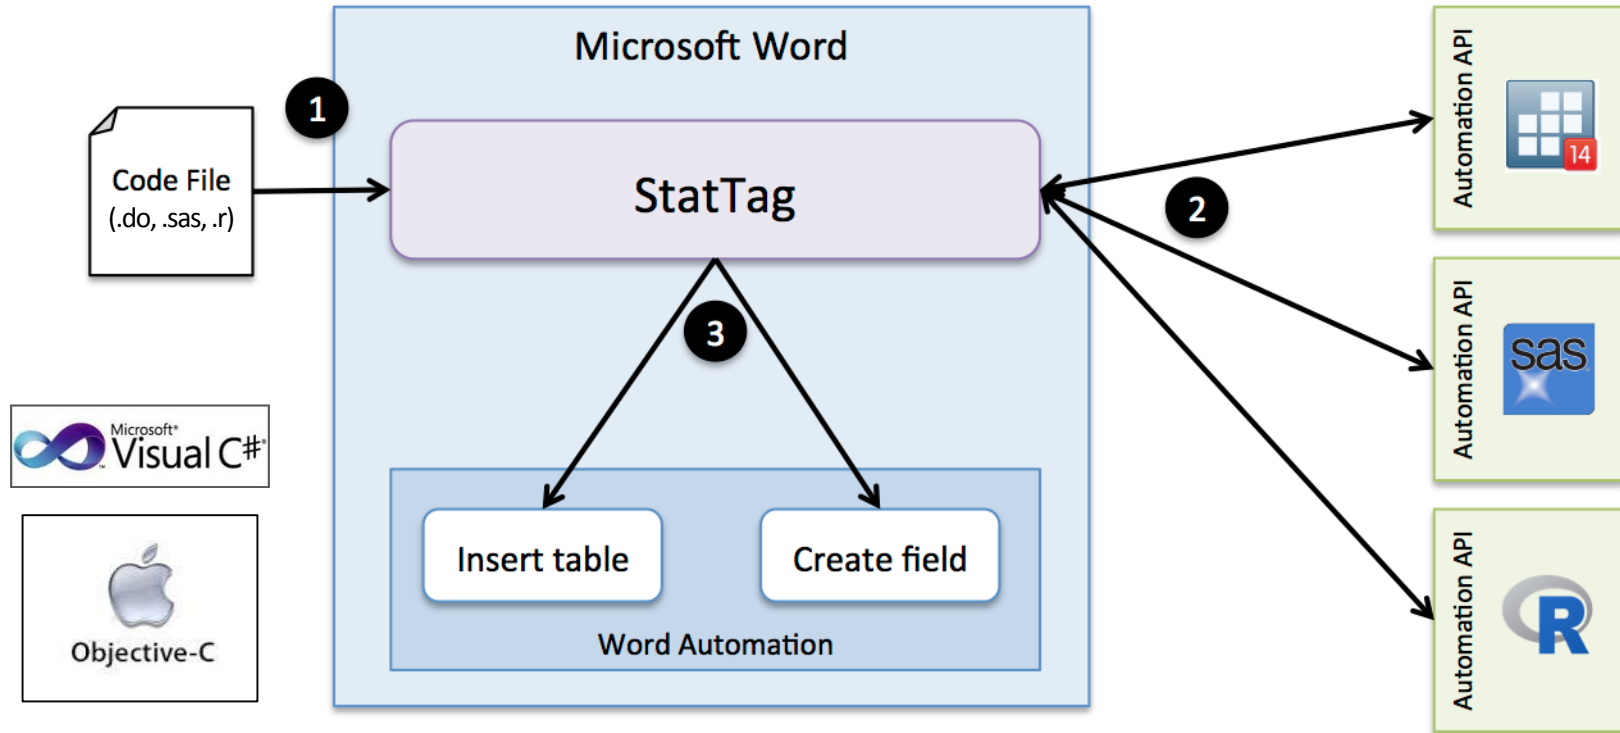 Microsoft Word
1
Code File
(.do, .sas, .r)
StatTag
2
3
Insert table
Create field
Word Automation
Automation API
14
Automation API
sas
Automation API
R
Microsoft®
Visual C#®
Objective-C